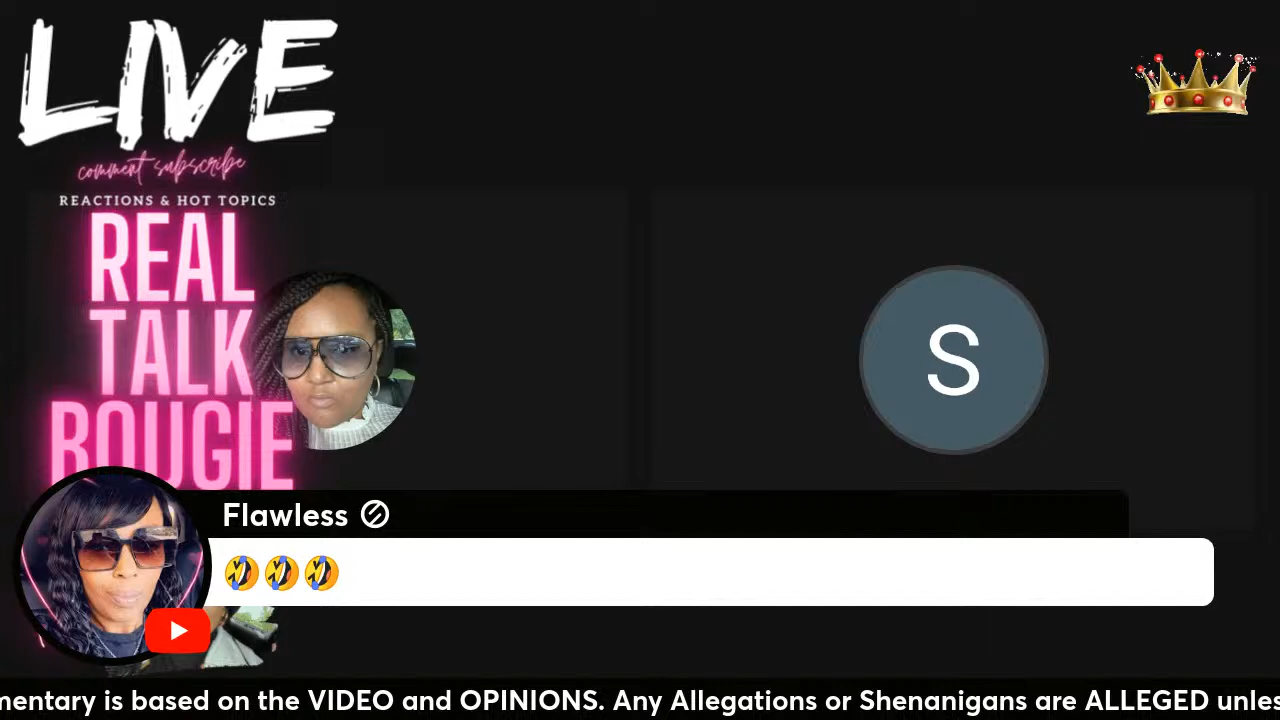 LIVE
comment subscribe
REACTIONS & HOT TOPICS
REAL
TALK
BOUGIE
S
Flawless
🤣🤣🤣
mentary is based on the VIDEO and OPINIONS. Any Allegations or Shenanigans are ALLEGED unles